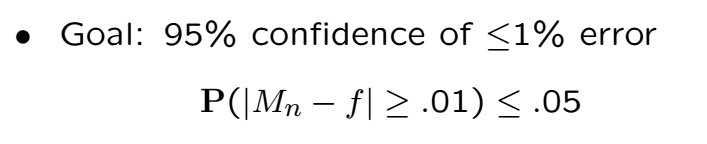 • Goal: 95% confidence of ≤1% error
P(|Mₙ − f| ≥ .01) ≤ .05